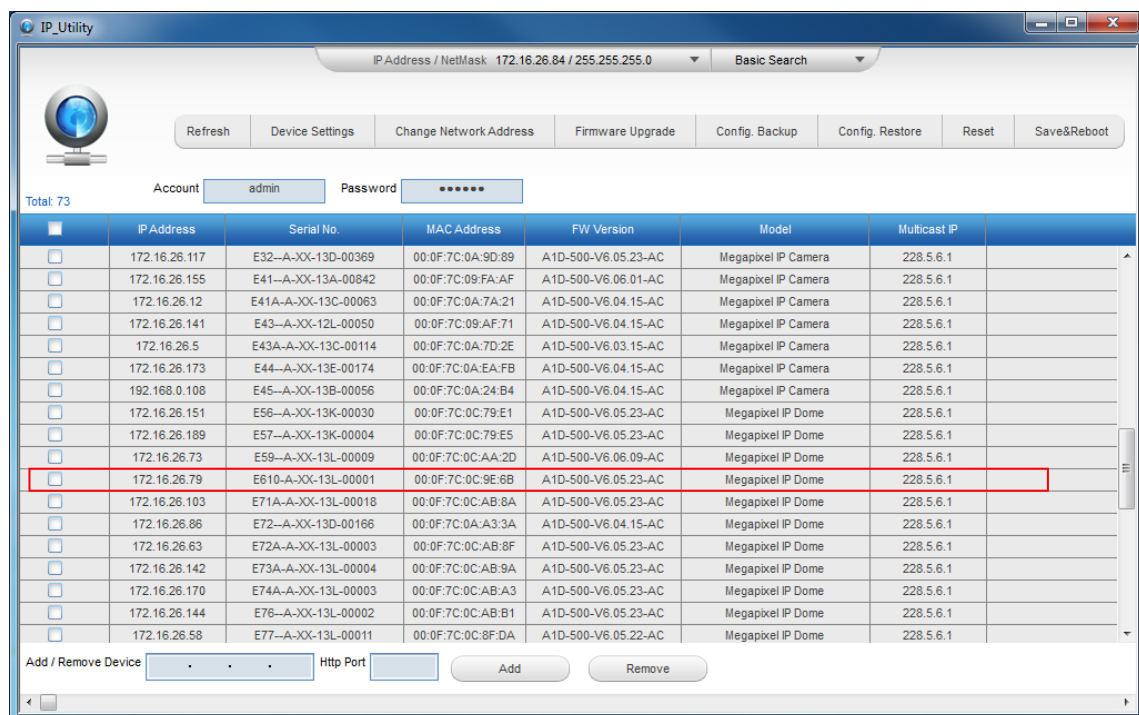 IP_Utility
IP Address / NetMask 172.16.26.84 / 255.255.255.0 Basic Search
Refresh Device Settings Change Network Address Firmware Upgrade Config. Backup Config. Restore Reset Save&Reboot
Account admin Password ●●●●●●
Total: 73
IP Address Serial No. MAC Address FW Version Model Multicast IP
172.16.26.117 E32--A-XX-13D-00369 00:0F:7C:0A:9D:89 A1D-500-V6.05.23-AC Megapixel IP Camera 228.5.6.1
172.16.26.155 E41--A-XX-13A-00842 00:0F:7C:09:FA:AF A1D-500-V6.06.01-AC Megapixel IP Camera 228.5.6.1
172.16.26.12 E41A-A-XX-13C-00063 00:0F:7C:0A:7A:21 A1D-500-V6.04.15-AC Megapixel IP Camera 228.5.6.1
172.16.26.141 E43--A-XX-12L-00050 00:0F:7C:09:AF:71 A1D-500-V6.04.15-AC Megapixel IP Camera 228.5.6.1
172.16.26.5 E43A-A-XX-13C-00114 00:0F:7C:0A:7D:2E A1D-500-V6.03.15-AC Megapixel IP Camera 228.5.6.1
172.16.26.173 E44--A-XX-13E-00174 00:0F:7C:0A:EA:FB A1D-500-V6.04.15-AC Megapixel IP Camera 228.5.6.1
192.168.0.108 E45--A-XX-13B-00056 00:0F:7C:0A:24:B4 A1D-500-V6.04.15-AC Megapixel IP Camera 228.5.6.1
172.16.26.151 E56--A-XX-13K-00030 00:0F:7C:0C:79:E1 A1D-500-V6.05.23-AC Megapixel IP Dome 228.5.6.1
172.16.26.189 E57--A-XX-13K-00004 00:0F:7C:0C:79:E5 A1D-500-V6.05.23-AC Megapixel IP Dome 228.5.6.1
172.16.26.73 E59--A-XX-13L-00009 00:0F:7C:0C:AA:2D A1D-500-V6.06.09-AC Megapixel IP Dome 228.5.6.1
172.16.26.79 E610-A-XX-13L-00001 00:0F:7C:0C:9E:6B A1D-500-V6.05.23-AC Megapixel IP Dome 228.5.6.1
172.16.26.103 E71A-A-XX-13L-00018 00:0F:7C:0C:AB:8A A1D-500-V6.05.23-AC Megapixel IP Dome 228.5.6.1
172.16.26.86 E72--A-XX-13D-00166 00:0F:7C:0A:A3:3A A1D-500-V6.04.15-AC Megapixel IP Dome 228.5.6.1
172.16.26.63 E72A-A-XX-13L-00003 00:0F:7C:0C:AB:8F A1D-500-V6.05.23-AC Megapixel IP Dome 228.5.6.1
172.16.26.142 E73A-A-XX-13L-00004 00:0F:7C:0C:AB:9A A1D-500-V6.05.23-AC Megapixel IP Dome 228.5.6.1
172.16.26.170 E74A-A-XX-13L-00003 00:0F:7C:0C:AB:A3 A1D-500-V6.05.23-AC Megapixel IP Dome 228.5.6.1
172.16.26.144 E76--A-XX-13L-00002 00:0F:7C:0C:AB:B1 A1D-500-V6.05.23-AC Megapixel IP Dome 228.5.6.1
172.16.26.58 E77--A-XX-13L-00011 00:0F:7C:0C:8F:DA A1D-500-V6.05.22-AC Megapixel IP Dome 228.5.6.1
Add / Remove Device . . . Http Port Add Remove